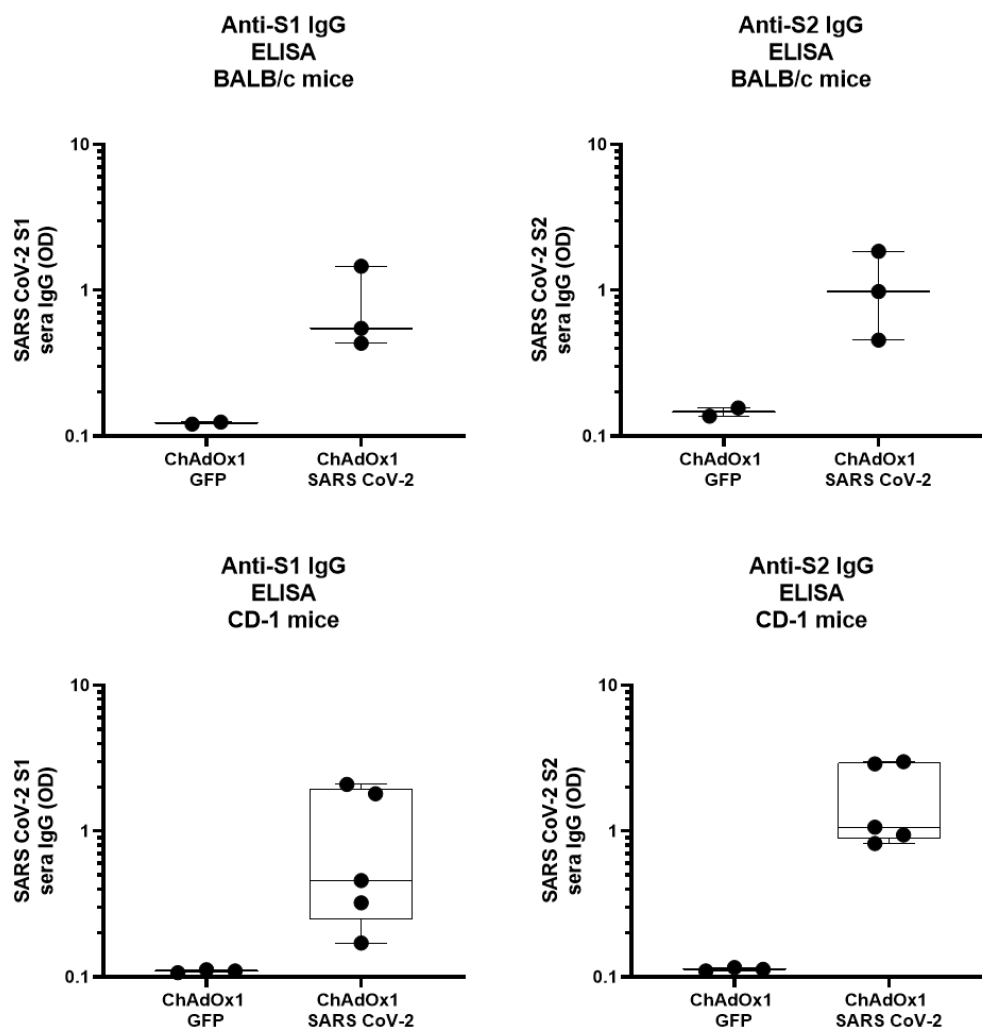 Anti-S1 IgG
ELISA
BALB/c mice
SARS CoV-2 S1
sera IgG (OD)
10
1
0.1
ChAdOx1
GFP
ChAdOx1
SARS CoV-2
Anti-S2 IgG
ELISA
BALB/c mice
SARS CoV-2 S2
sera IgG (OD)
10
1
0.1
ChAdOx1
GFP
ChAdOx1
SARS CoV-2
Anti-S1 IgG
ELISA
CD-1 mice
SARS CoV-2 S1
sera IgG (OD)
10
1
0.1
ChAdOx1
GFP
ChAdOx1
SARS CoV-2
Anti-S2 IgG
ELISA
CD-1 mice
SARS CoV-2 S2
sera IgG (OD)
10
1
0.1
ChAdOx1
GFP
ChAdOx1
SARS CoV-2